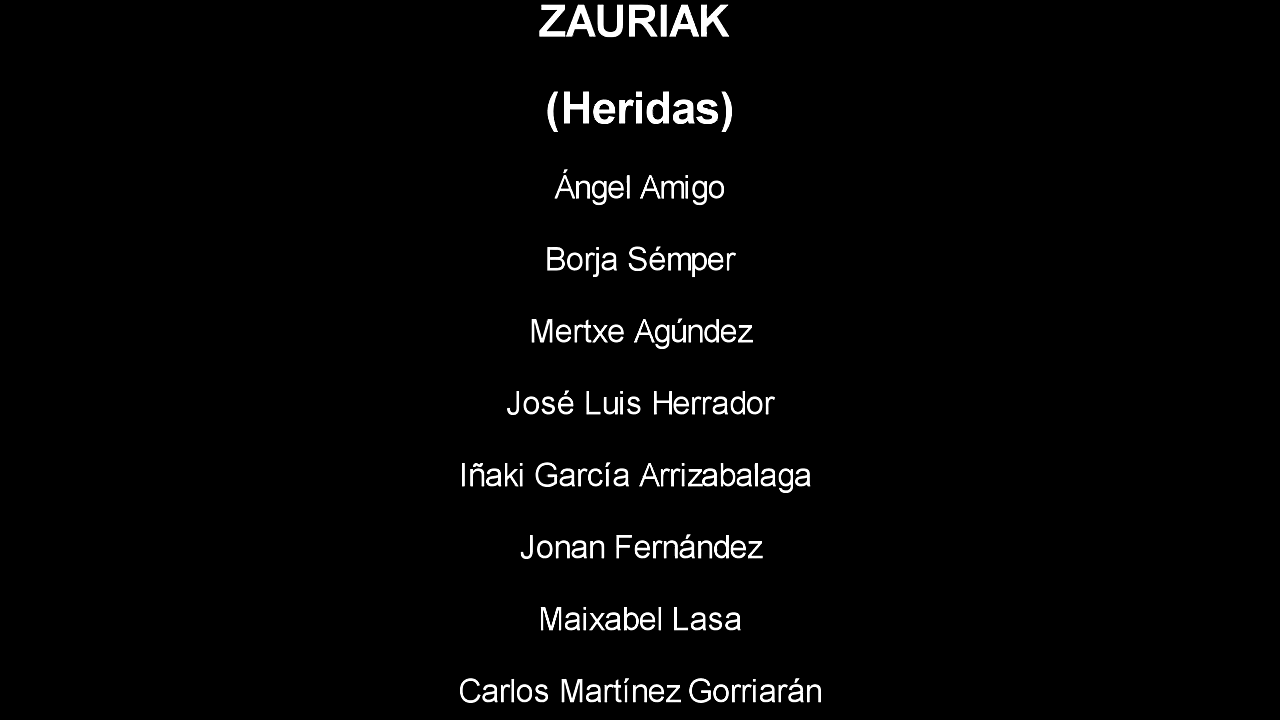 ZAURIAK
(Heridas)
Ángel Amigo
Borja Sémper
Mertxe Agúndez
José Luis Herrador
Iñaki García Arrizabalaga
Jonan Fernández
Maixabel Lasa
Carlos Martínez Gorriarán